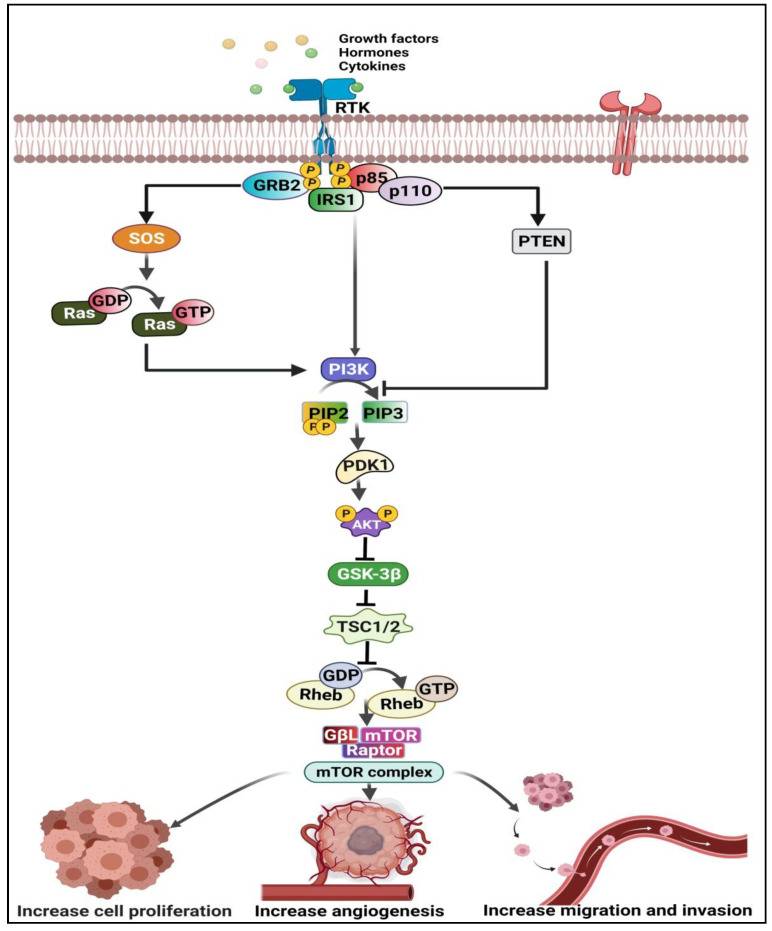 Growth factors
Hormones
Cytokines
RTK
P P
GRB2 P P p85 p110
IRS1
SOS
PTEN
Ras GDP
Ras GTP
PI3K
PIP2 PIP3
P P
PDK1
P P
AKT
GSK-3β
TSC1/2
GDP
Rheb
GTP
Rheb
GβL mTOR
Raptor
mTOR complex
Increase cell proliferation
Increase angiogenesis
Increase migration and invasion